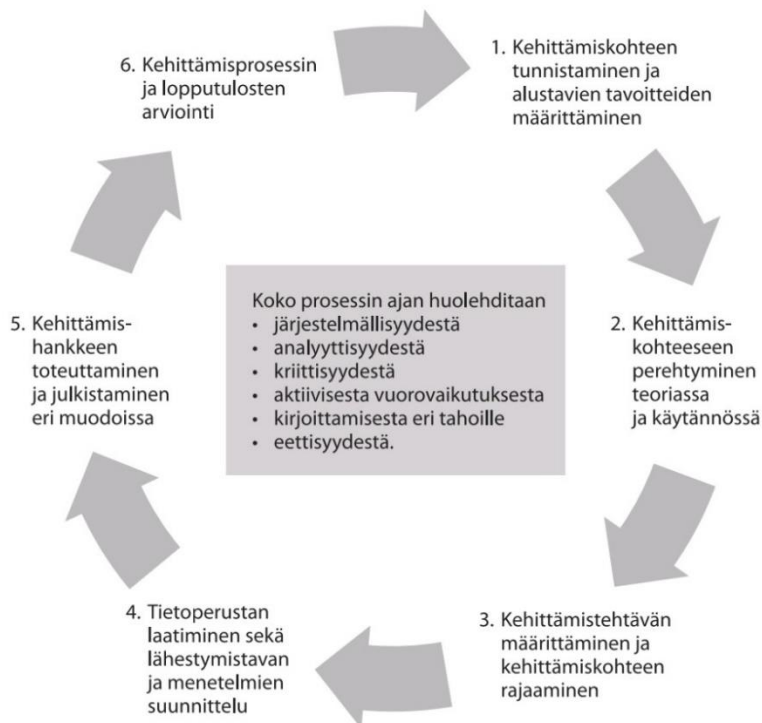 1. Kehittämiskohteen
tunnistaminen ja
alustavien tavoitteiden
määrittäminen
2. Kehittämis-
kohteeseen
perehtyminen
teoriassa
ja käytännössä
3. Kehittämistehtävän
määrittäminen ja
kehittämiskohteen
rajaaminen
4. Tietoperustan
laatiminen sekä
lähestymistavan
ja menetelmien
suunnittelu
5. Kehittämis-
hankkeen
toteuttaminen
ja julkistaminen
eri muodoissa
6. Kehittämisprosessin
ja lopputulosten
arviointi
Koko prosessin ajan huolehditaan
• järjestelmällisyydestä
• analyyttisyydestä
• kriittisyydestä
• aktiivisesta vuorovaikutuksesta
• kirjoittamisesta eri tahoille
• eettisyydestä.